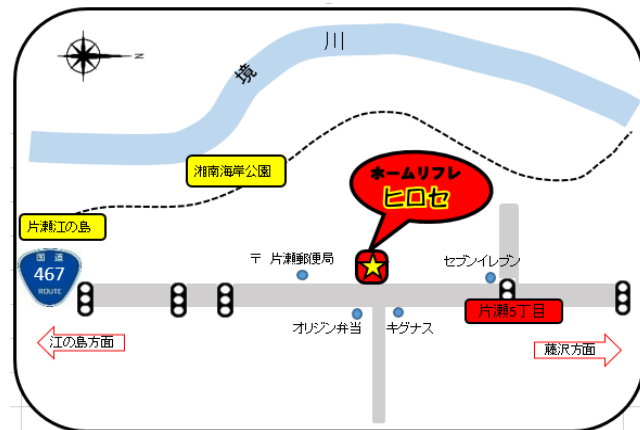 川
境
N
湘南海岸公園
ホームリフレ
ヒロセ
片瀬江の島
国道
467
ROUTE
〒 片瀬郵便局
セブンイレブン
オリジン弁当
キグナス
片瀬5丁目
江の島方面
藤沢方面